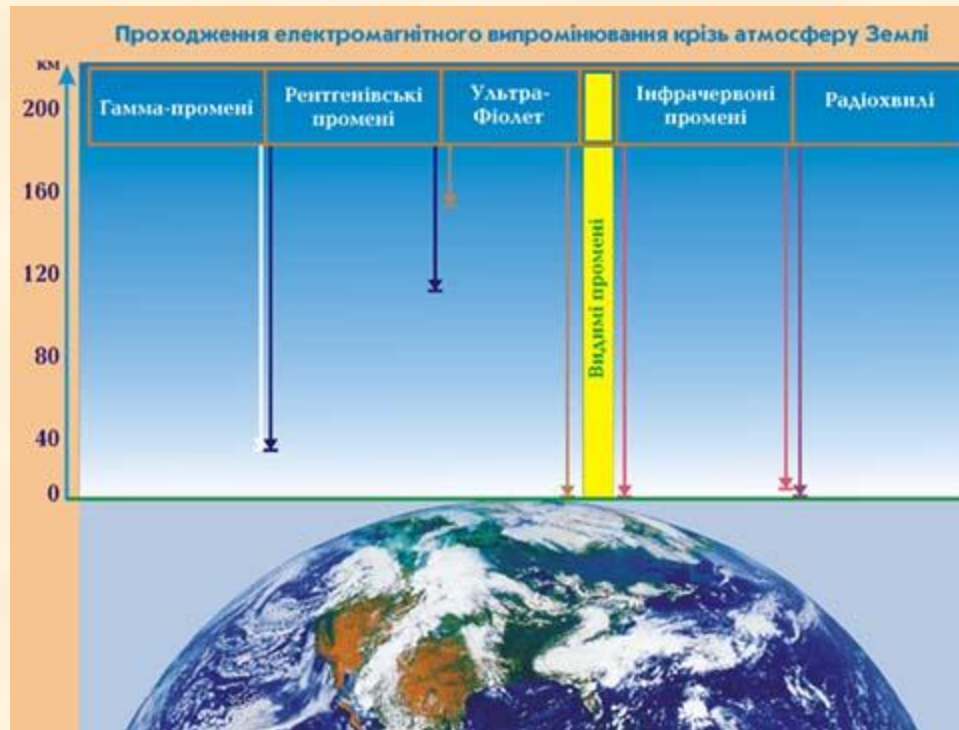 Проходження електромагнітного випромінювання крізь атмосферу Землі
км
200
160
120
80
40
0
Гамма-промені
Рентгенівські
промені
Ультра-
Фіолет
Інфрачервоні
промені
Радіохвилі
Видимі промені